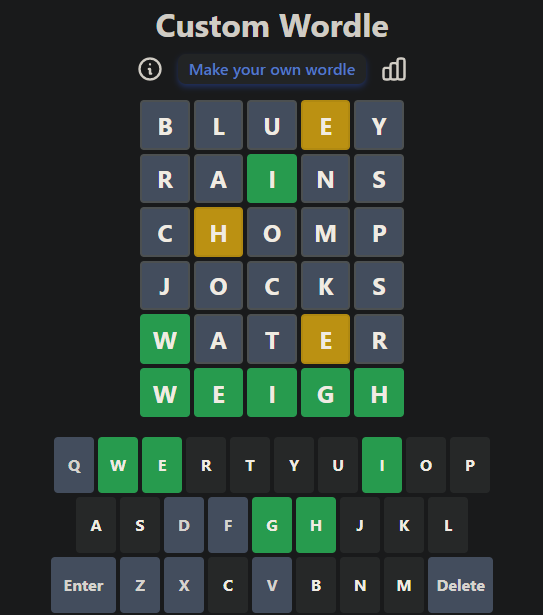 Custom Wordle
Make your own wordle
B L U E Y
R A I N S
C H O M P
J O C K S
W A T E R
W E I G H
Q W E R T Y U I O P
A S D F G H J K L
Enter Z X C V B N M Delete